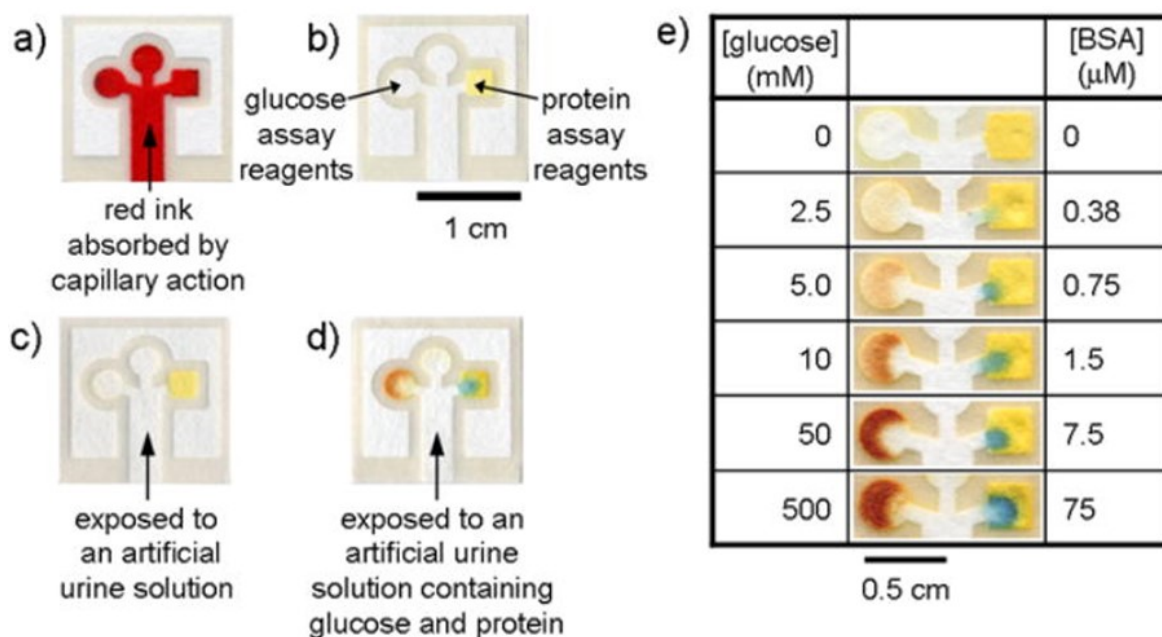 a)
red ink
absorbed by
capillary action
b)
glucose
assay
reagents
protein
assay
reagents
1 cm
c)
exposed to
an artificial
urine solution
d)
exposed to an
artificial urine
solution containing
glucose and protein
e)
[glucose]
(mM)
[BSA]
(μM)
0 0
2.5 0.38
5.0 0.75
10 1.5
50 7.5
500 75
0.5 cm